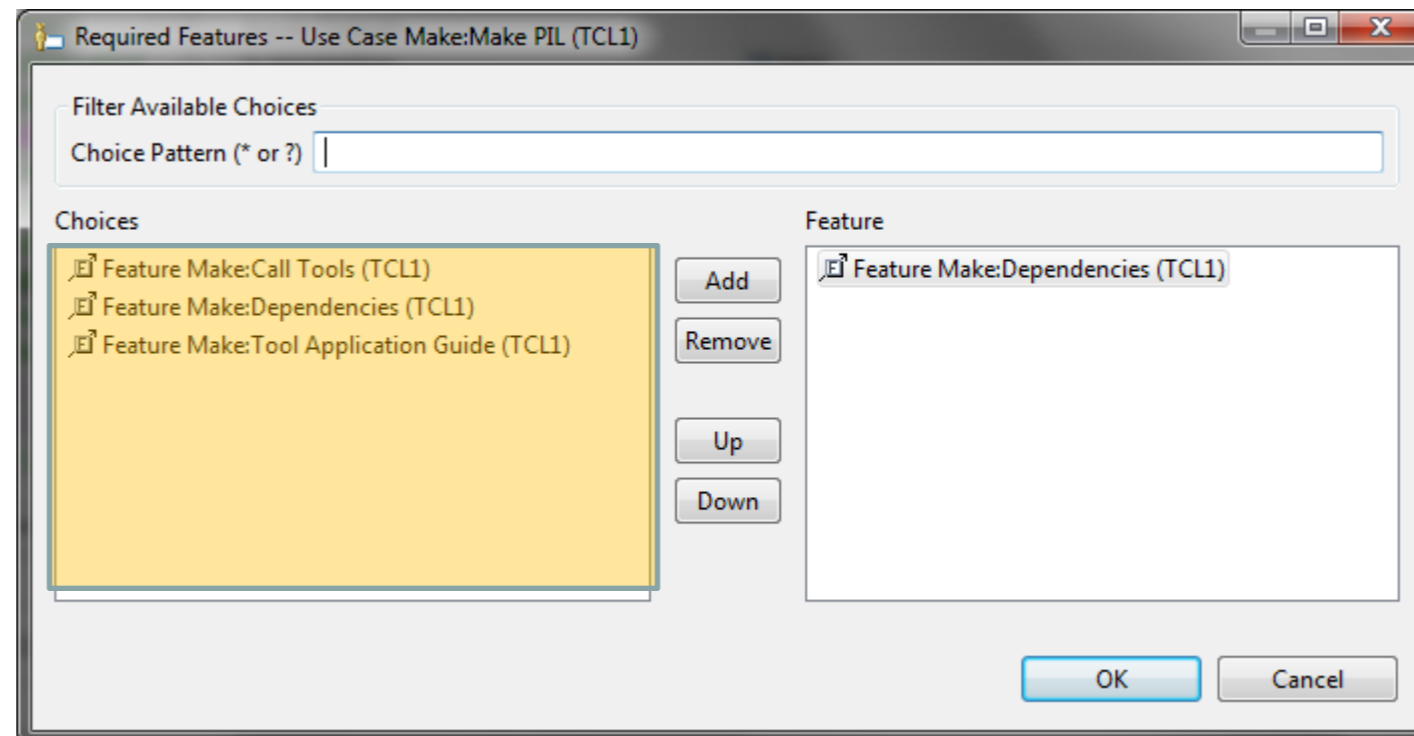 Required Features -- Use Case Make:Make PIL (TCL1)
Filter Available Choices
Choice Pattern (* or ?)
Choices
Feature Make:Call Tools (TCL1)
Feature Make:Dependencies (TCL1)
Feature Make:Tool Application Guide (TCL1)
Add
Remove
Up
Down
Feature
Feature Make:Dependencies (TCL1)
OK
Cancel